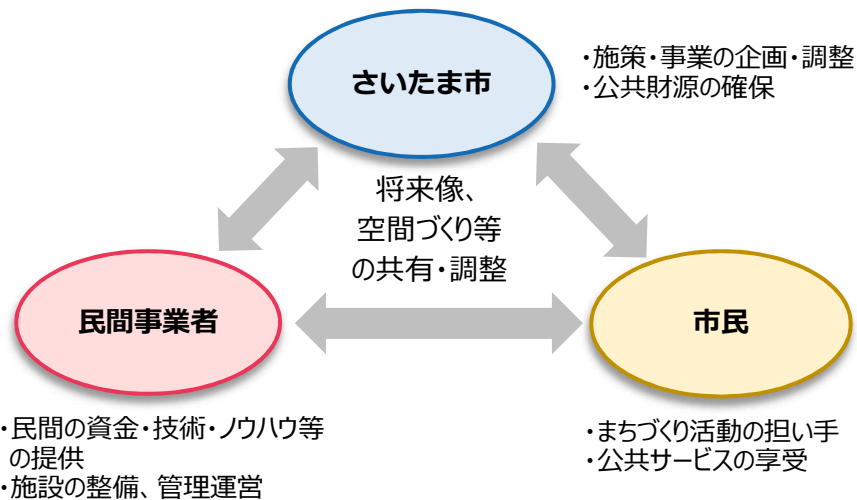 さいたま市
・施策・事業の企画・調整
・公共財源の確保
将来像、
空間づくり等
の共有・調整
民間事業者
市民
・民間の資金・技術・ノウハウ等
の提供
・施設の整備、管理運営
・まちづくり活動の担い手
・公共サービスの享受